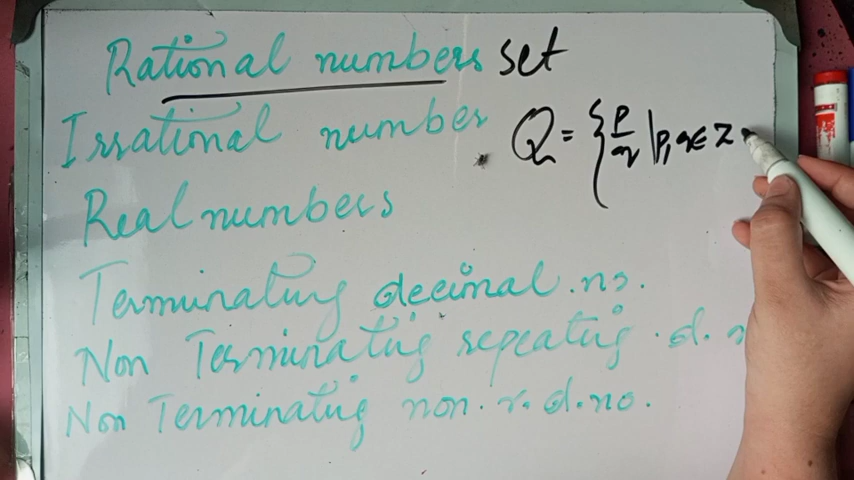 Rational numbers set
Irrational number
Q = { p/q | p, q ∈ Z
Real numbers
Terminating decimal . no.
Non Terminating repeating . d. n
Non Terminating non. r. d. no.